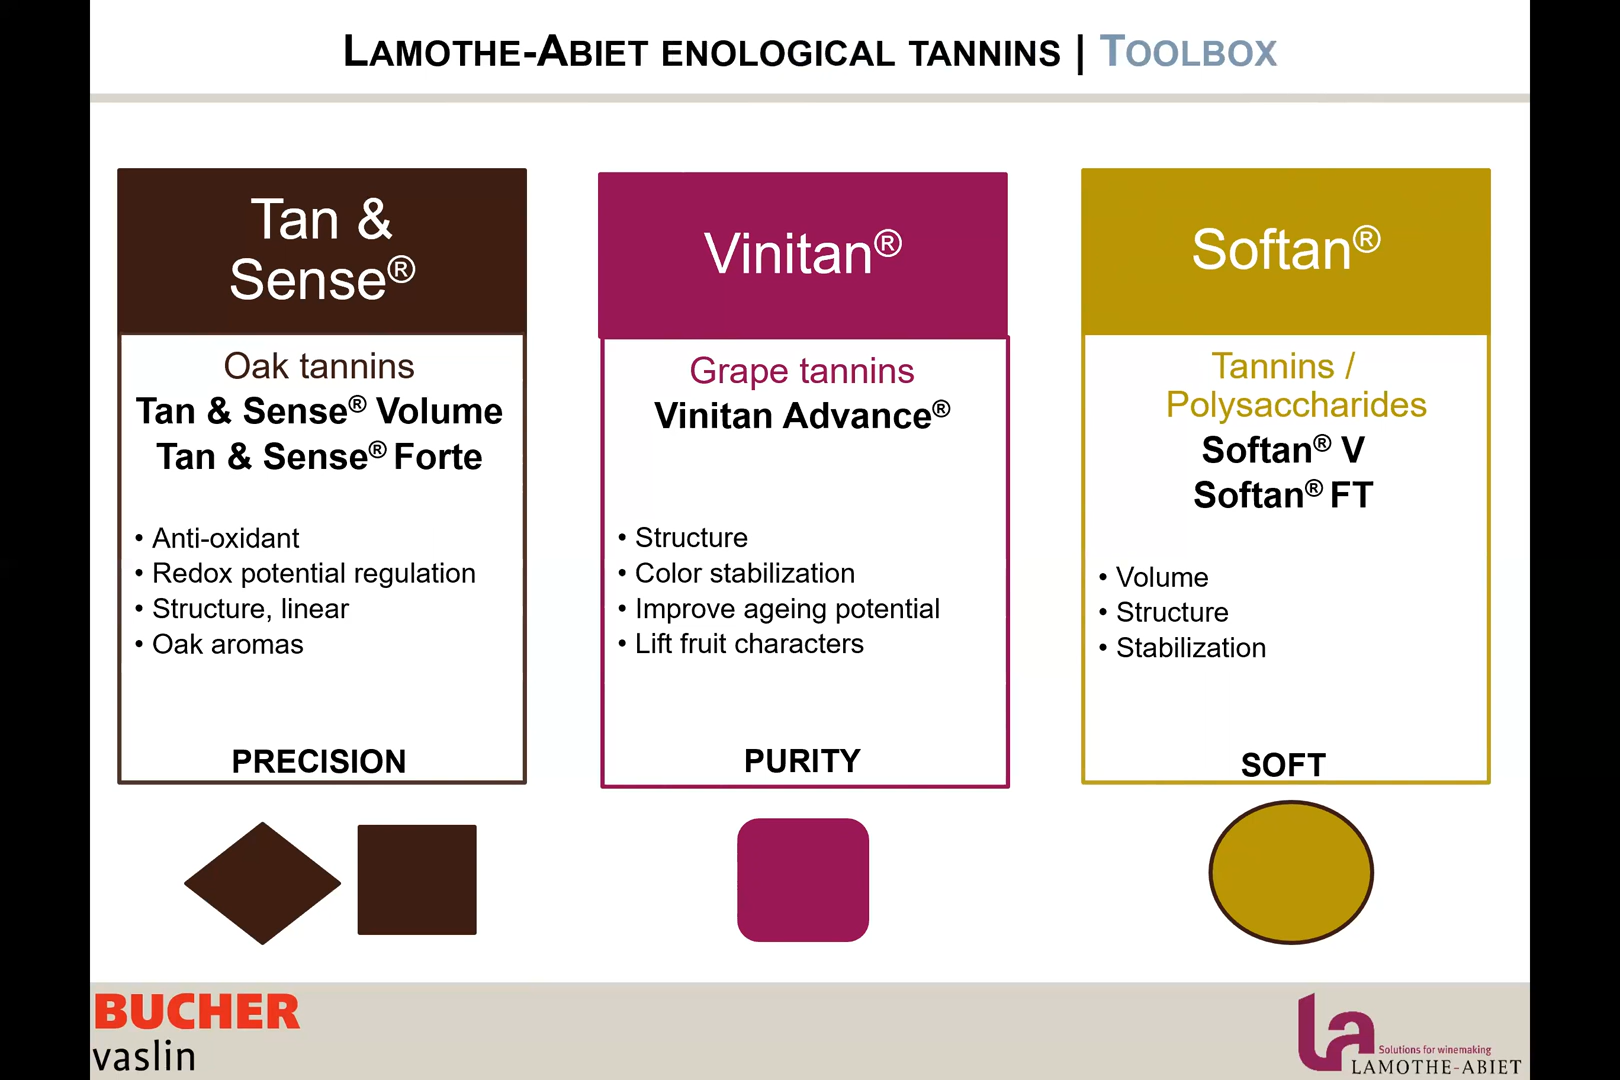 LAMOTHE-ABIET ENOLOGICAL TANNINS | TOOLBOX
Tan &
Sense®
Oak tannins
Tan & Sense® Volume
Tan & Sense® Forte
• Anti-oxidant
• Redox potential regulation
• Structure, linear
• Oak aromas
PRECISION
Vinitan®
Grape tannins
Vinitan Advance®
• Structure
• Color stabilization
• Improve ageing potential
• Lift fruit characters
PURITY
Softan®
Tannins /
Polysaccharides
Softan® V
Softan® FT
• Volume
• Structure
• Stabilization
SOFT
BUCHER
vaslin
la
Solutions for winemaking
LAMOTHE-ABIET